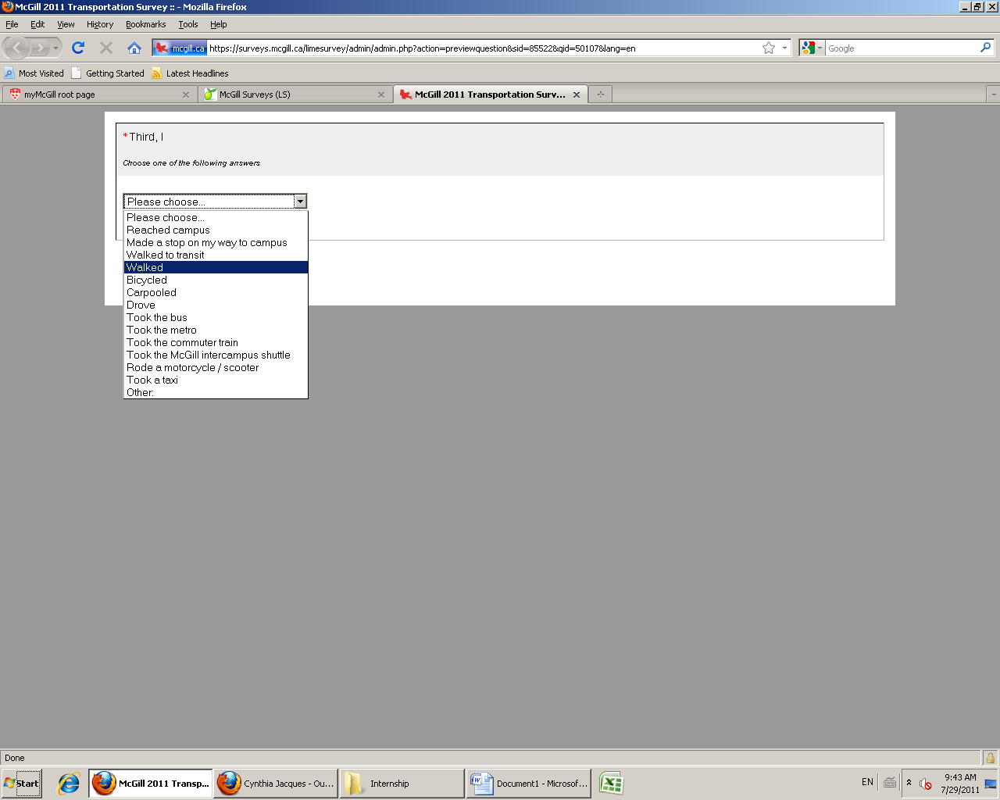 McGill 2011 Transportation Survey :: - Mozilla Firefox
File Edit View History Bookmarks Tools Help
mcgill.ca https://surveys.mcgill.ca/limesurvey/admin/admin.php?action=previewquestion&sid=85522&qid=50107&lang=en Google
Most Visited Getting Started Latest Headlines
myMcGill root page McGill Surveys (LS) McGill 2011 Transportation Surv...
* Third, I
Choose one of the following answers
Please choose...
Please choose...
Reached campus
Made a stop on my way to campus
Walked to transit
Walked
Bicycled
Carpooled
Drove
Took the bus
Took the metro
Took the commuter train
Took the McGill intercampus shuttle
Rode a motorcycle / scooter
Took a taxi
Other:
Done
Start McGill 2011 Transp... Cynthia Jacques - Ou... Internship Document1 - Microsof... EN 9:43 AM
7/29/2011